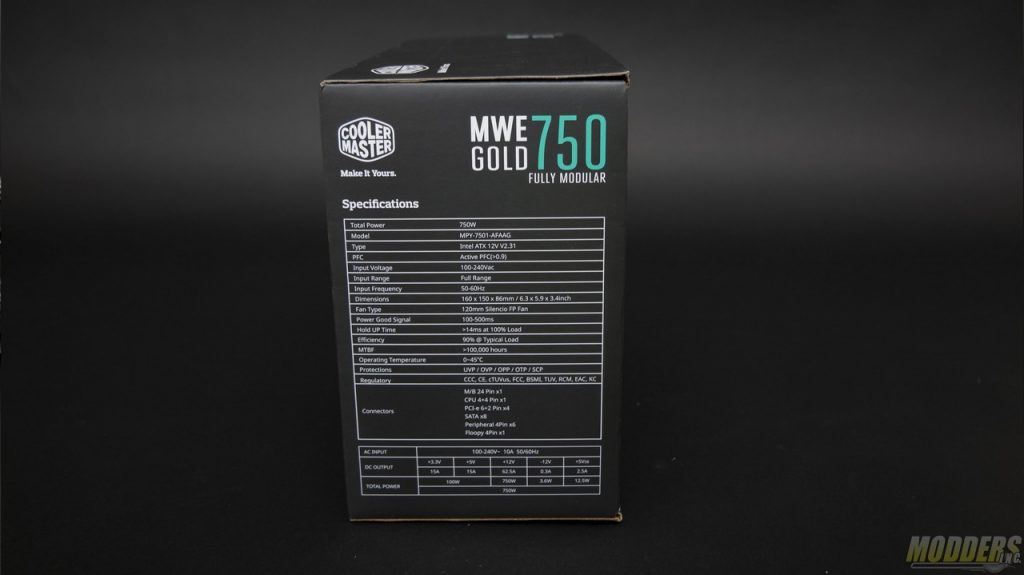 COOLER
MASTER
Make It Yours.
MWE 750
GOLD
FULLY MODULAR
Specifications
Total Power 750W
Model MPY-7501-AFAAG
Type Intel ATX 12V V2.31
PFC Active PFC(>0.9)
Input Voltage 100-240Vac
Input Range Full Range
Input Frequency 50-60Hz
Dimensions 160 x 150 x 86mm / 6.3 x 5.9 x 3.4inch
Fan Type 120mm Silencio FP Fan
Power Good Signal 100-500ms
Hold UP Time >14ms at 100% Load
Efficiency 90% @ Typical Load
MTBF >100,000 hours
Operating Temperature 0~45°C
Protections UVP / OVP / OPP / OTP / SCP
Regulatory CCC, CE, cTUVus, FCC, BSMI, TUV, RCM, EAC, KC
Connectors
M/B 24 Pin x1
CPU 4+4 Pin x1
PCI-e 6+2 Pin x4
SATA x8
Peripheral 4Pin x6
Floopy 4Pin x1
AC INPUT 100-240V~ 10A 50/60Hz
DC OUTPUT +3.3V +5V +12V -12V +5Vsb
15A 15A 62.5A 0.3A 2.5A
TOTAL POWER 100W 750W 3.6W 12.5W
750W
MODDERS
INC.